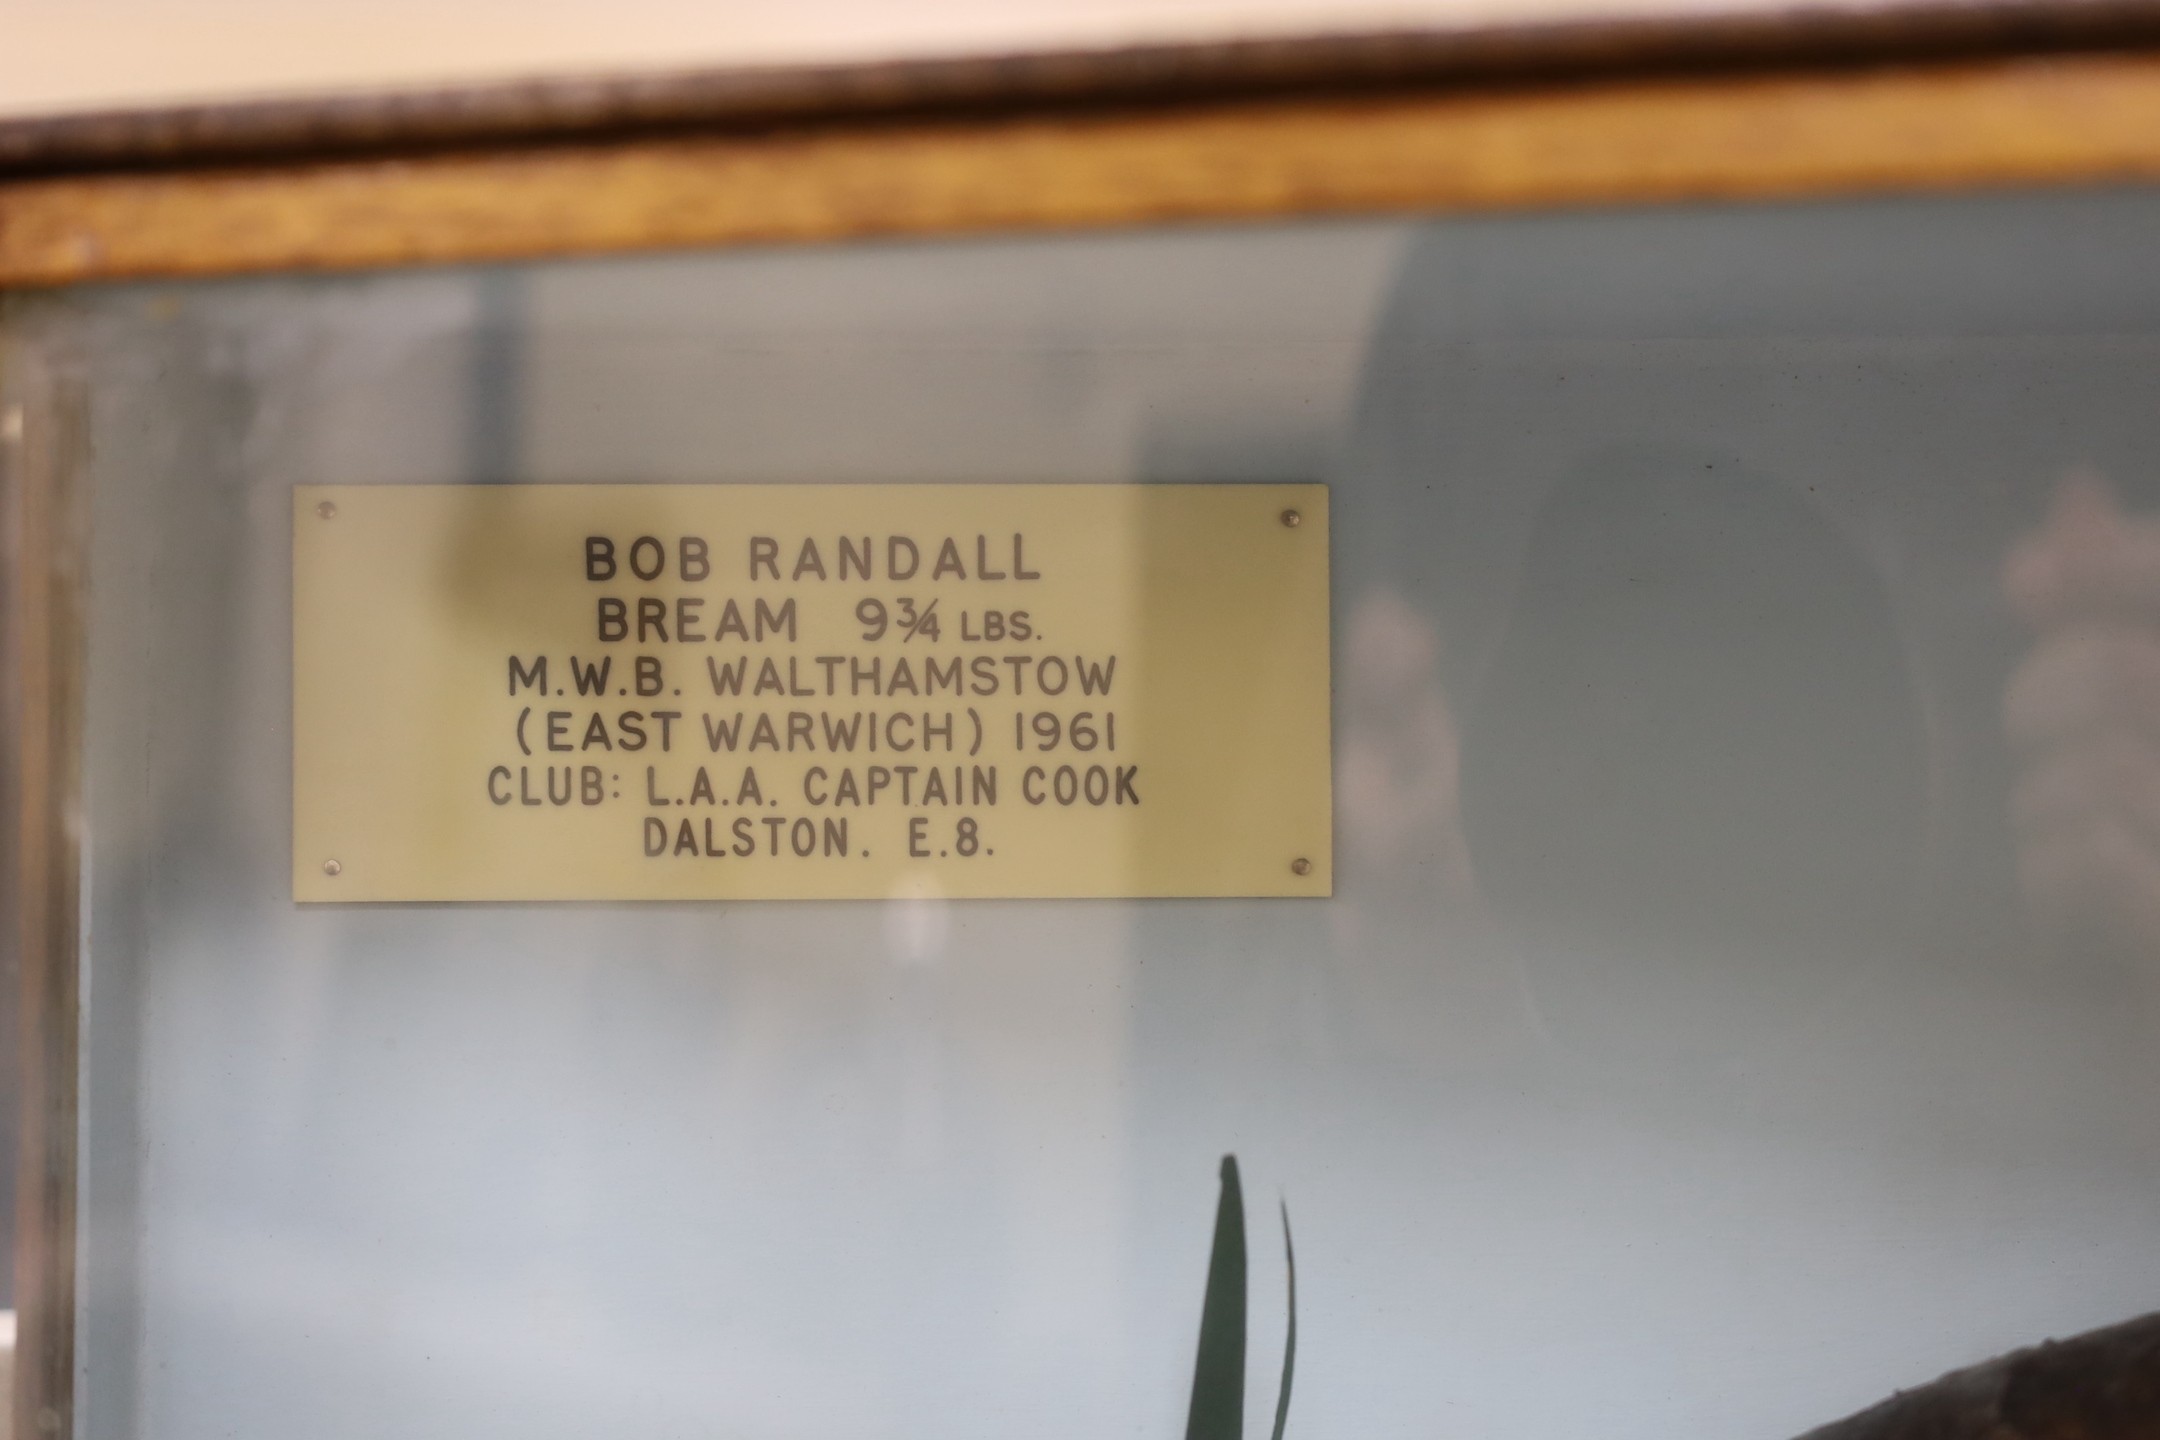 BOB RANDALL
BREAM 9¾ LBS.
M.W.B. WALTHAMSTOW
(EAST WARWICH) 1961
CLUB: L.A.A. CAPTAIN COOK
DALSTON. E.8.